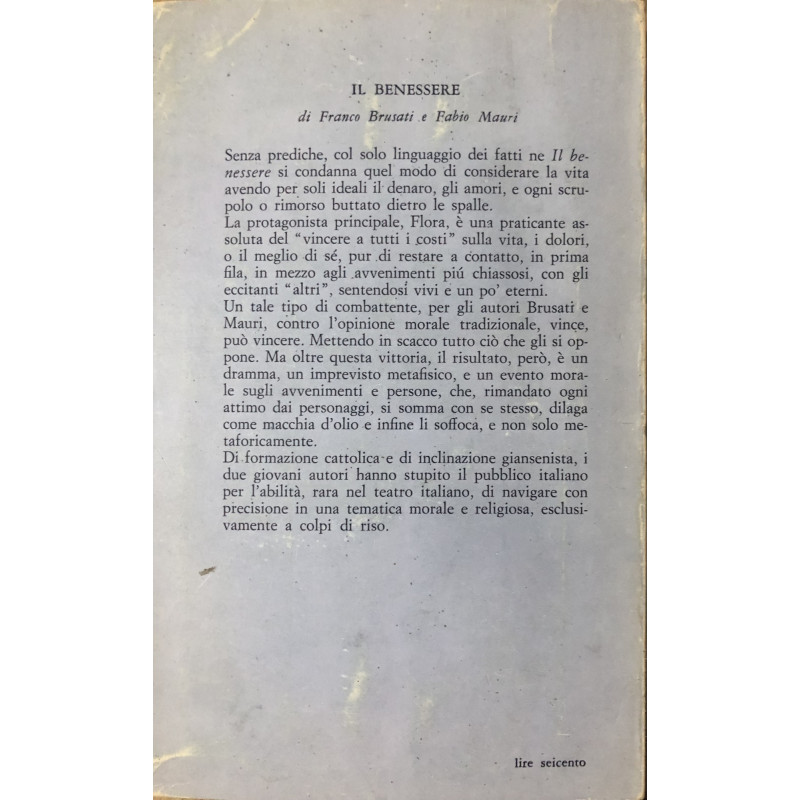 IL BENESSERE
di Franco Brusati e Fabio Mauri
Senza prediche, col solo linguaggio dei fatti ne Il be-
nessere si condanna quel modo di considerare la vita
avendo per soli ideali il denaro, gli amori, e ogni scru-
polo o rimorso buttato dietro le spalle.
La protagonista principale, Flora, è una praticante as-
soluta del "vincere a tutti i costi" sulla vita, i dolori,
o il meglio di sé, pur di restare a contatto, in prima
fila, in mezzo agli avvenimenti piú chiassosi, con gli
eccitanti "altri", sentendosi vivi e un po' eterni.
Un tale tipo di combattente, per gli autori Brusati e
Mauri, contro l'opinione morale tradizionale, vince,
può vincere. Mettendo in scacco tutto ciò che gli si op-
pone. Ma oltre questa vittoria, il risultato, però, è un
dramma, un imprevisto metafisico, e un evento mora-
le sugli avvenimenti e persone, che, rimandato ogni
attimo dai personaggi, si somma con se stesso, dilaga
come macchia d'olio e infine li soffoca, e non solo me-
taforicamente.
Di formazione cattolica e di inclinazione giansenista, i
due giovani autori hanno stupito il pubblico italiano
per l'abilità, rara nel teatro italiano, di navigare con
precisione in una tematica morale e religiosa, esclusi-
vamente a colpi di riso.
lire seicento